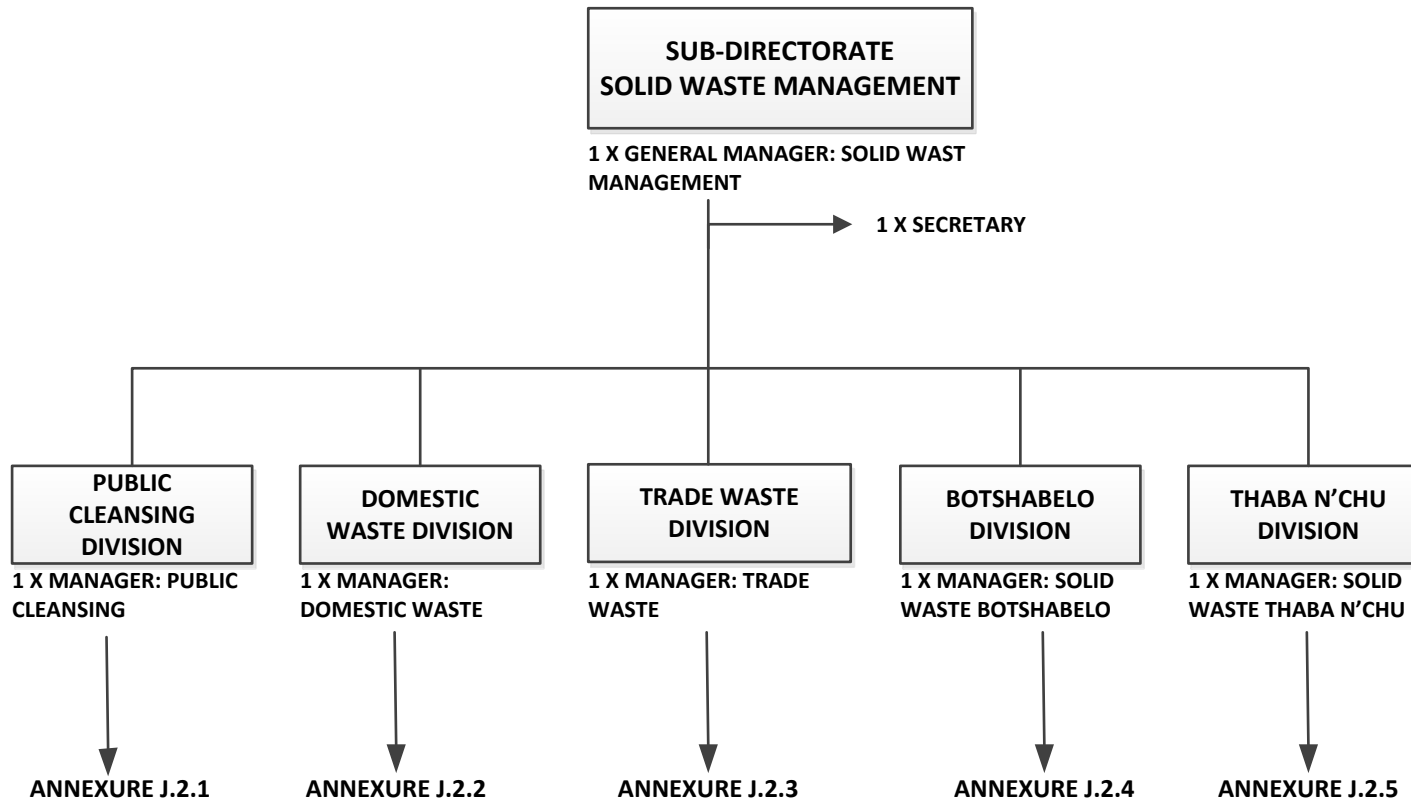 SUB-DIRECTORATE
SOLID WASTE MANAGEMENT
1 X GENERAL MANAGER: SOLID WAST
MANAGEMENT
1 X SECRETARY
PUBLIC
CLEANSING
DIVISION
1 X MANAGER: PUBLIC
CLEANSING
ANNEXURE J.2.1
DOMESTIC
WASTE DIVISION
1 X MANAGER:
DOMESTIC WASTE
ANNEXURE J.2.2
TRADE WASTE
DIVISION
1 X MANAGER: TRADE
WASTE
ANNEXURE J.2.3
BOTSHABELO
DIVISION
1 X MANAGER: SOLID
WASTE BOTSHABELO
ANNEXURE J.2.4
THABA N’CHU
DIVISION
1 X MANAGER: SOLID
WASTE THABA N’CHU
ANNEXURE J.2.5